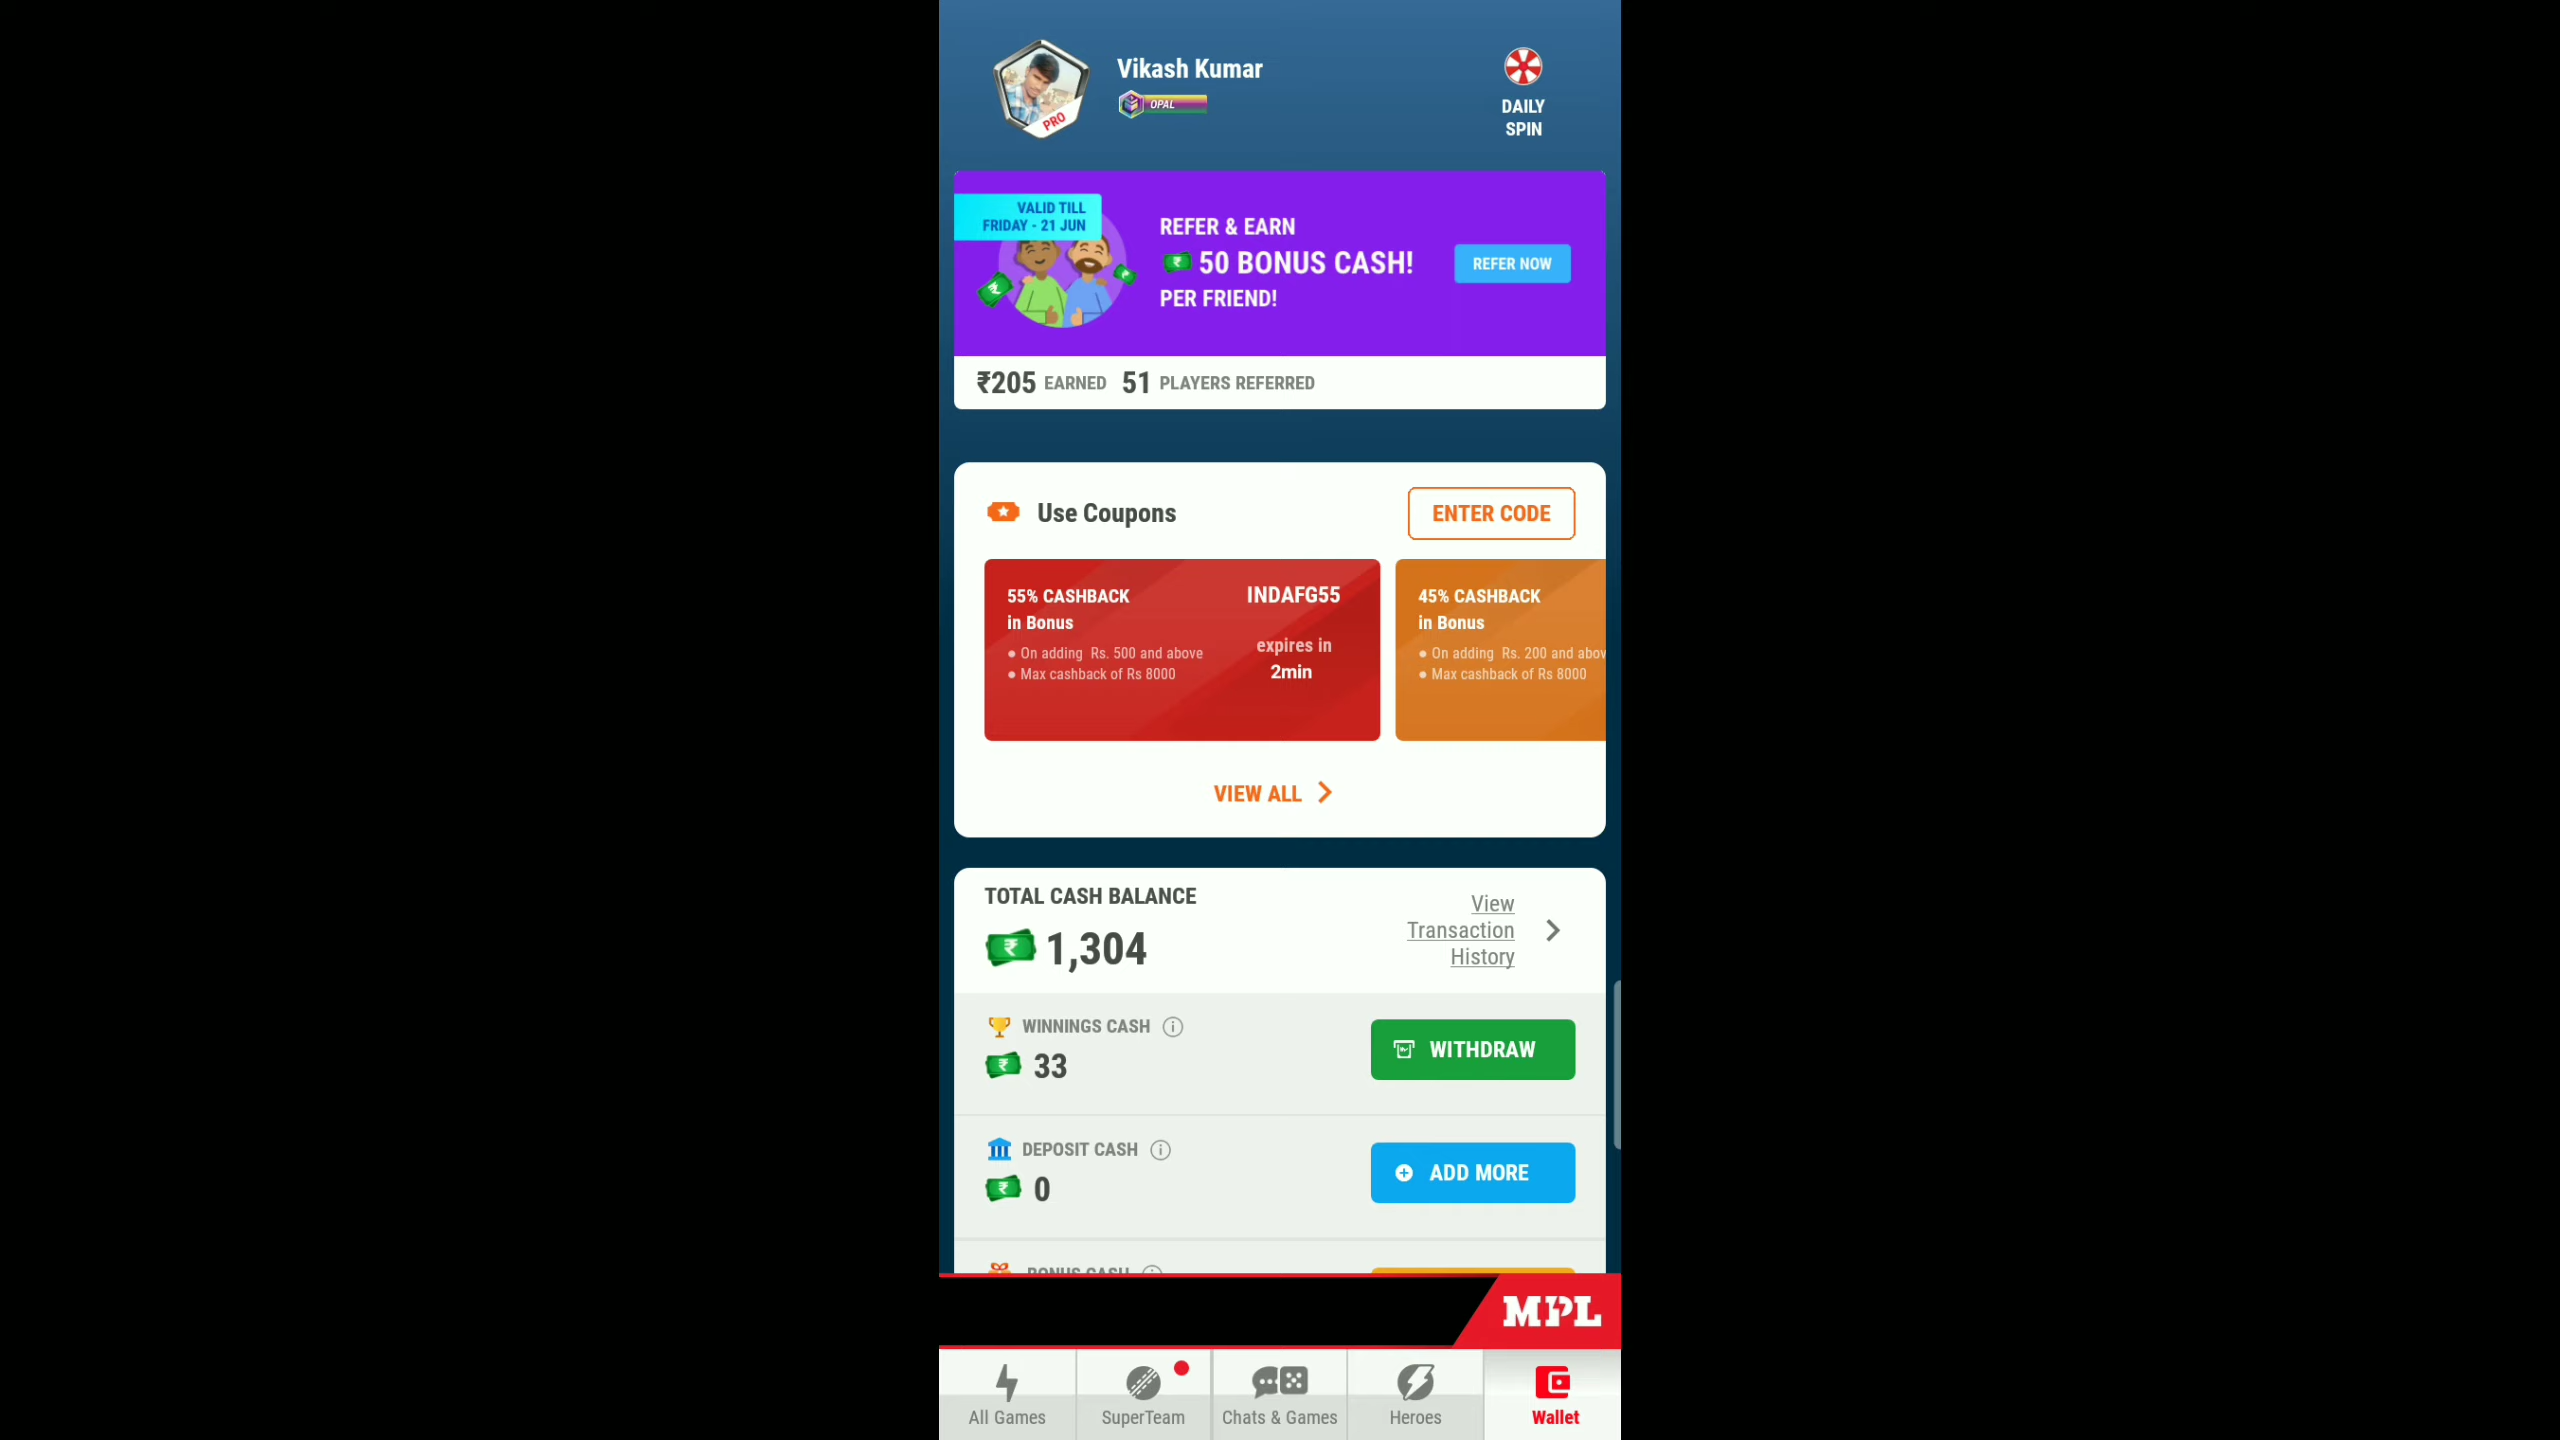 Vikash Kumar
OPAL
PRO
DAILY
SPIN
VALID TILL
FRIDAY - 21 JUN
REFER & EARN
50 BONUS CASH!
PER FRIEND!
REFER NOW
₹205 EARNED 51 PLAYERS REFERRED
Use Coupons
ENTER CODE
55% CASHBACK
in Bonus
● On adding Rs. 500 and above
● Max cashback of Rs 8000
INDAFG55
expires in
2min
45% CASHBACK
in Bonus
● On adding Rs. 200 and abov
● Max cashback of Rs 8000
VIEW ALL
TOTAL CASH BALANCE
₹ 1,304
View
Transaction
History
WINNINGS CASH
₹ 33
WITHDRAW
DEPOSIT CASH
₹ 0
ADD MORE
BONUS CASH
MPL
All Games
SuperTeam
Chats & Games
Heroes
Wallet